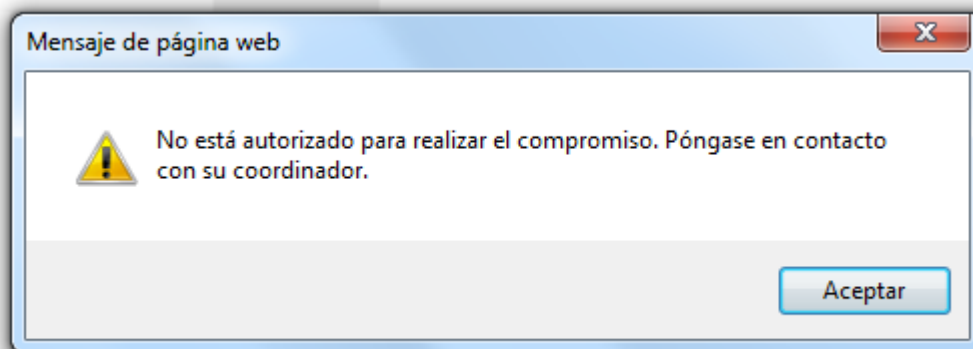 Mensaje de página web
No está autorizado para realizar el compromiso. Póngase en contacto
con su coordinador.
Aceptar